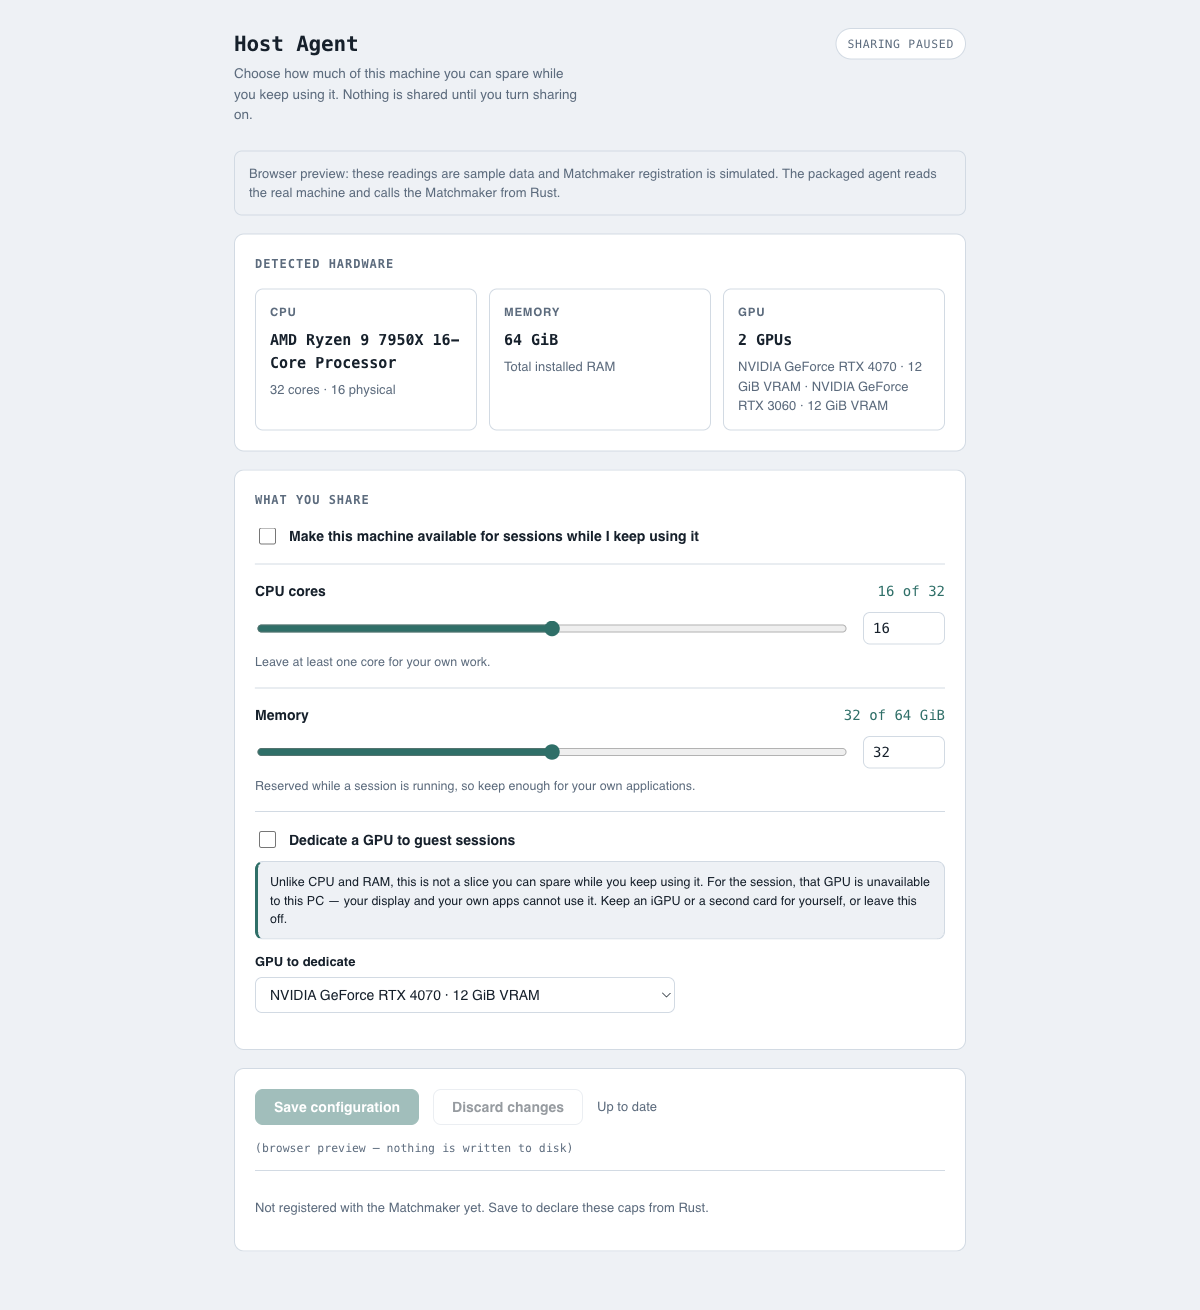 Host Agent
SHARING PAUSED
Choose how much of this machine you can spare while
you keep using it. Nothing is shared until you turn sharing
on.
Browser preview: these readings are sample data and Matchmaker registration is simulated. The packaged agent reads
the real machine and calls the Matchmaker from Rust.
DETECTED HARDWARE
CPU
AMD Ryzen 9 7950X 16-
Core Processor
32 cores · 16 physical
MEMORY
64 GiB
Total installed RAM
GPU
2 GPUs
NVIDIA GeForce RTX 4070 · 12
GiB VRAM · NVIDIA GeForce
RTX 3060 · 12 GiB VRAM
WHAT YOU SHARE
Make this machine available for sessions while I keep using it
CPU cores
16 of 32
16
Leave at least one core for your own work.
Memory
32 of 64 GiB
32
Reserved while a session is running, so keep enough for your own applications.
Dedicate a GPU to guest sessions
Unlike CPU and RAM, this is not a slice you can spare while you keep using it. For the session, that GPU is unavailable
to this PC — your display and your own apps cannot use it. Keep an iGPU or a second card for yourself, or leave this
off.
GPU to dedicate
NVIDIA GeForce RTX 4070 · 12 GiB VRAM
Save configuration
Discard changes
Up to date
(browser preview — nothing is written to disk)
Not registered with the Matchmaker yet. Save to declare these caps from Rust.